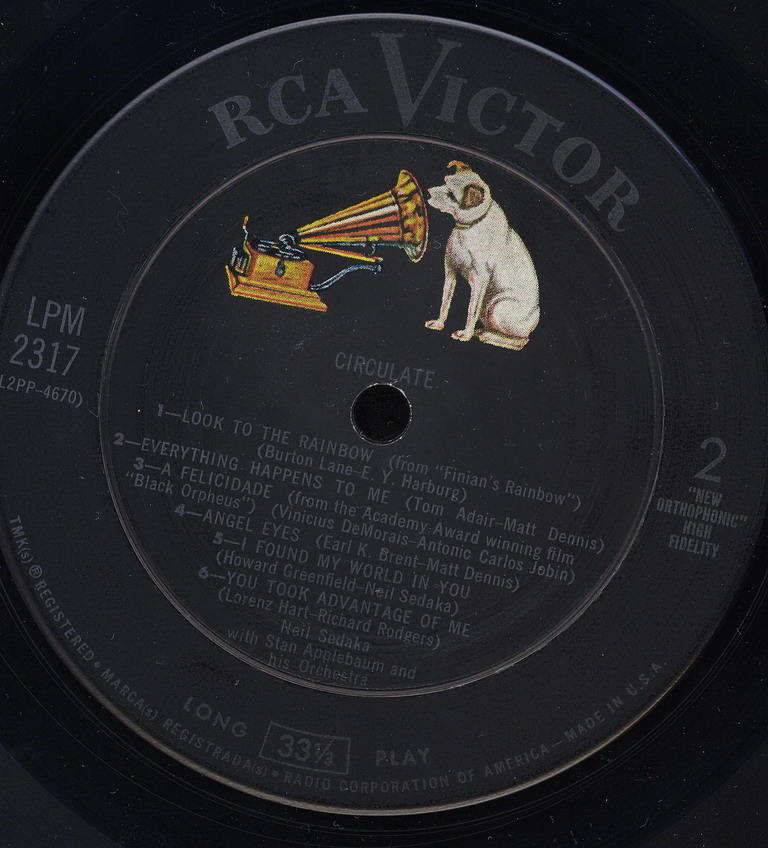 RCA VICTOR
LPM
2317
L2PP-4670)
CIRCULATE
1—LOOK TO THE RAINBOW (from "Finian's Rainbow")
(Burton Lane-E. Y. Harburg)
2—EVERYTHING HAPPENS TO ME (Tom Adair-Matt Dennis)
3—A FELICIDADE (from the Academy Award winning film
"Black Orpheus") (Vinicius DeMorais-Antonic Carlos Jobin)
4—ANGEL EYES (Earl K. Brent-Matt Dennis)
5—I FOUND MY WORLD IN YOU
(Howard Greenfield-Neil Sedaka)
6—YOU TOOK ADVANTAGE OF ME
(Lorenz Hart-Richard Rodgers)
Neil Sedaka
with Stan Applebaum and
his Orchestra
2
"NEW
ORTHOPHONIC"
HIGH
FIDELITY
LONG 33⅓ PLAY
TMK(s) ® REGISTERED • MARCA(s) REGISTRADA(s) • RADIO CORPORATION OF AMERICA — MADE IN U.S.A.